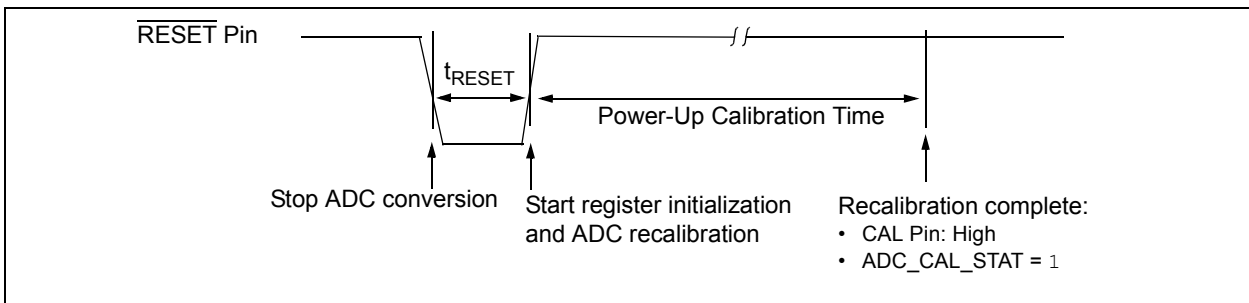 RESET Pin
tRESET
Power-Up Calibration Time
Stop ADC conversion
Start register initialization
and ADC recalibration
Recalibration complete:
• CAL Pin: High
• ADC_CAL_STAT = 1